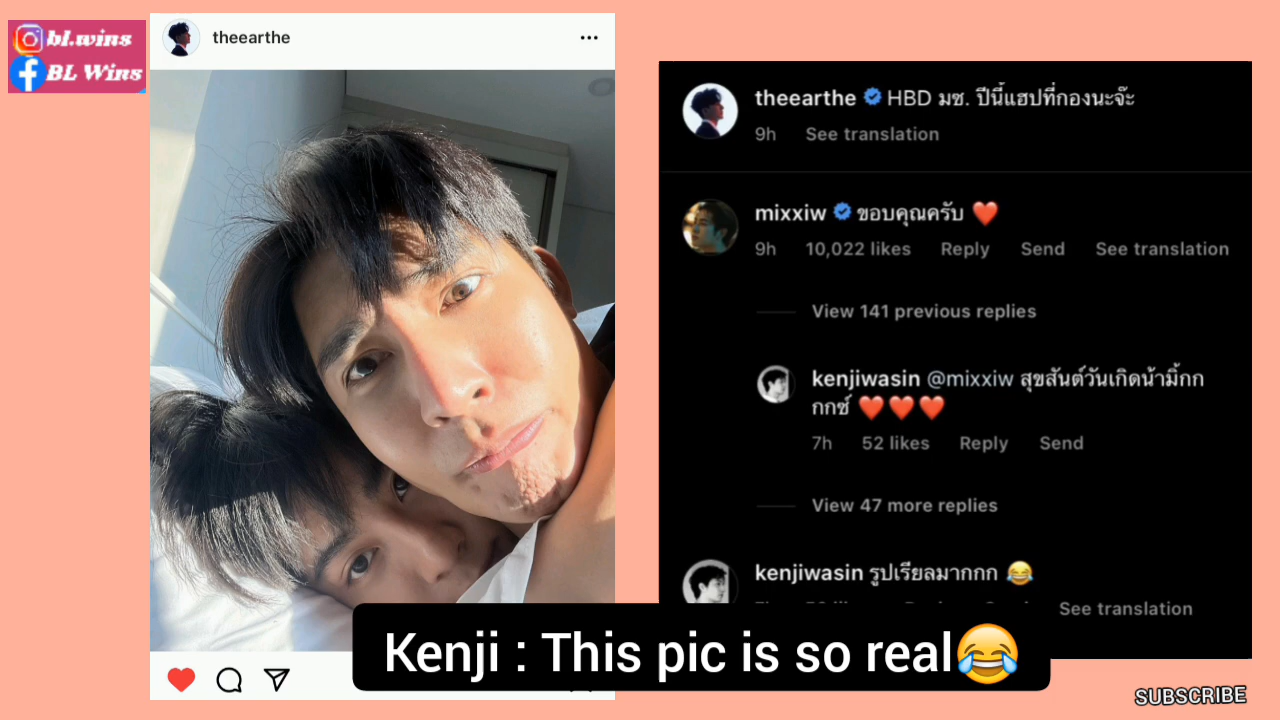 bl.wins
BL Wins
theearthe
theearthe HBD มซ. ปีนี้แฮปที่กองนะจ๊ะ
9h See translation
mixxiw ขอบคุณครับ ❤️
9h 10,022 likes Reply Send See translation
View 141 previous replies
kenjiwasin @mixxiw สุขสันต์วันเกิดน้ามิ้กก
กกซ์ ❤️❤️❤️
7h 52 likes Reply Send
View 47 more replies
kenjiwasin รูปเรียลมากกก 😂
See translation
Kenji : This pic is so real😂
SUBSCRIBE